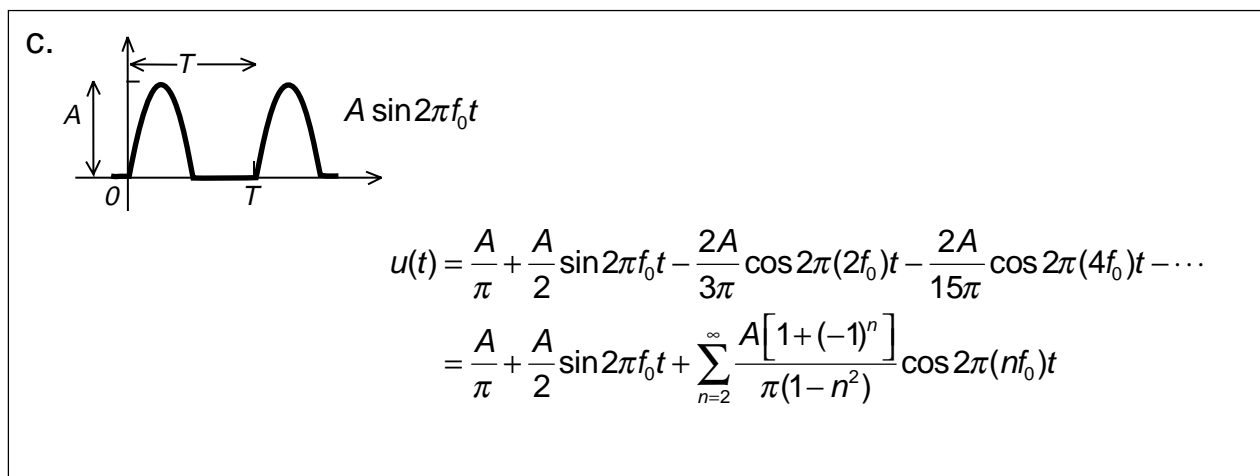 c.
T
A
A sin2πf₀t
0
T
u(t) = A/π + A/2 sin2πf₀t − 2A/3π cos2π(2f₀)t − 2A/15π cos2π(4f₀)t − ⋯
= A/π + A/2 sin2πf₀t + ∑_{n=2}^{∞} A[1+(−1)ⁿ]/π(1−n²) cos2π(nf₀)t